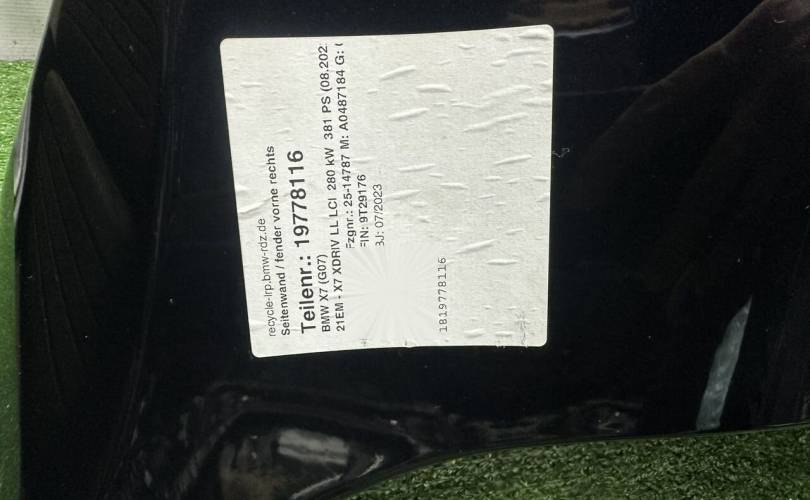 recycle-lrp.bmw-rdz.de
Seitenwand / fender vorne rechts
Teilenr.: 19778116
BMW X7 (G07)
21EM - X7 XDRIV LL LCI 280 kW 381 PS (08.202
Fzgnr.: 25-14787 M: A0487184 G: (
FIN: 9T29176
BJ: 07/2023
1819778116